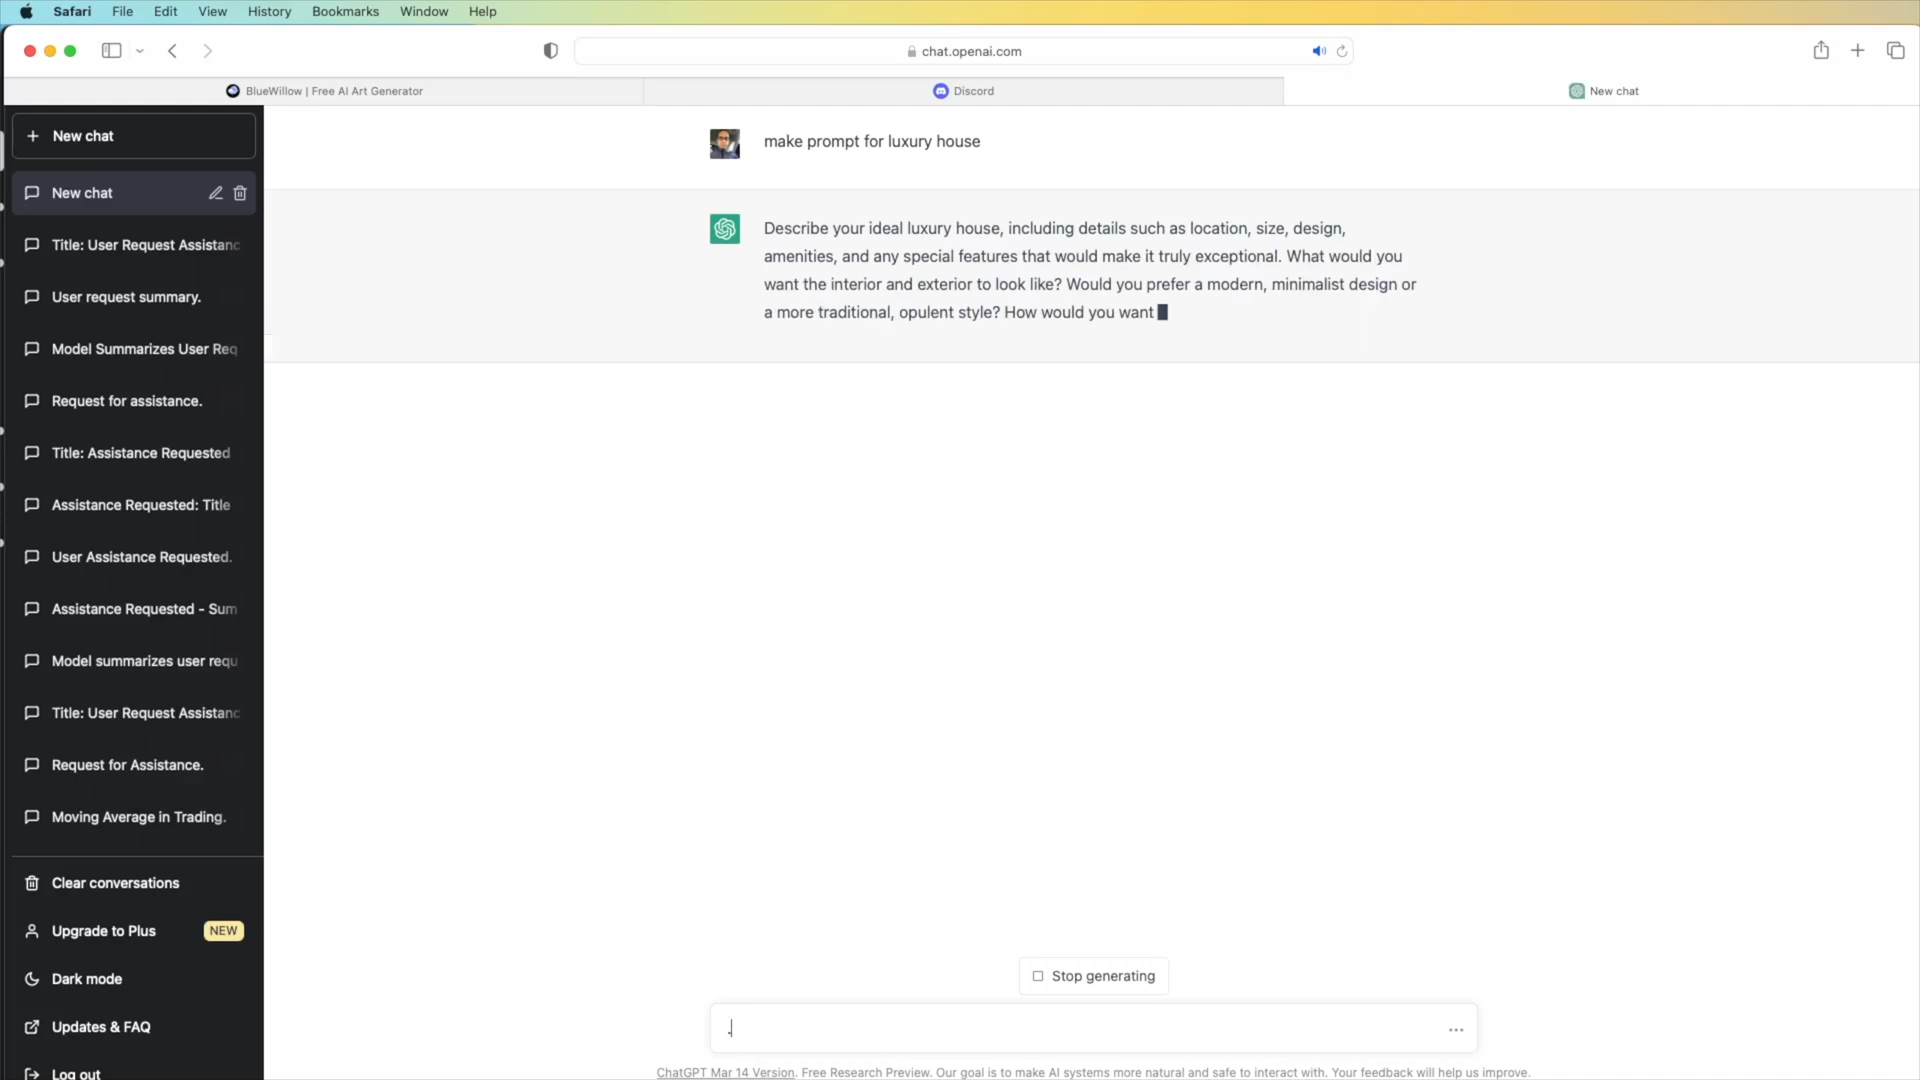 Safari File Edit View History Bookmarks Window Help
chat.openai.com
BlueWillow | Free AI Art Generator
Discord
New chat
New chat
New chat
Title: User Request Assistanc
User request summary.
Model Summarizes User Req
Request for assistance.
Title: Assistance Requested
Assistance Requested: Title
User Assistance Requested.
Assistance Requested - Sum
Model summarizes user requ
Title: User Request Assistanc
Request for Assistance.
Moving Average in Trading.
Clear conversations
Upgrade to Plus NEW
Dark mode
Updates & FAQ
Log out
make prompt for luxury house
Describe your ideal luxury house, including details such as location, size, design,
amenities, and any special features that would make it truly exceptional. What would you
want the interior and exterior to look like? Would you prefer a modern, minimalist design or
a more traditional, opulent style? How would you want
Stop generating
.
ChatGPT Mar 14 Version. Free Research Preview. Our goal is to make AI systems more natural and safe to interact with. Your feedback will help us improve.